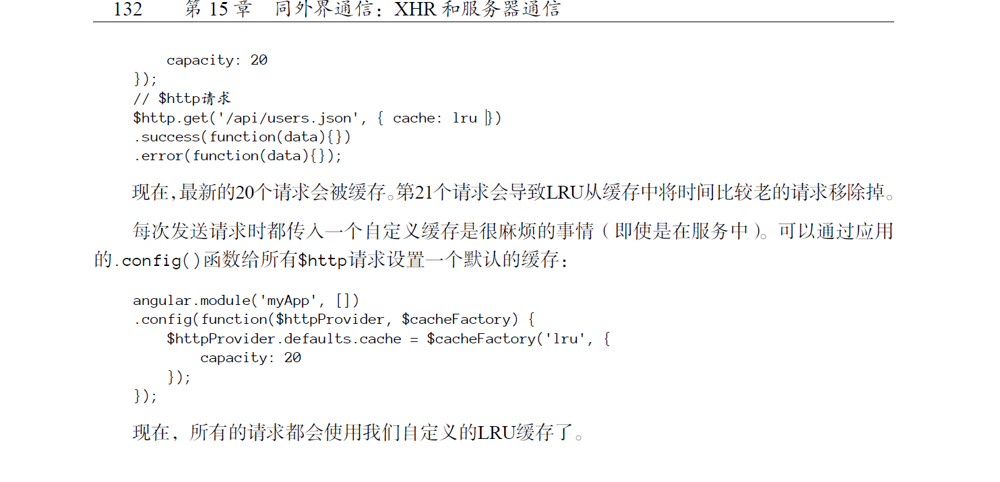 132 第 15 章 同外界通信：XHR 和服务器通信
capacity: 20
});
// $http请求
$http.get('/api/users.json', { cache: lru })
.success(function(data){})
.error(function(data){});
现在，最新的20个请求会被缓存。第21个请求会导致LRU从缓存中将时间比较老的请求移除掉。
每次发送请求时都传入一个自定义缓存是很麻烦的事情（即使是在服务中）。可以通过应用
的.config()函数给所有$http请求设置一个默认的缓存：
angular.module('myApp', [])
.config(function($httpProvider, $cacheFactory) {
$httpProvider.defaults.cache = $cacheFactory('lru', {
capacity: 20
});
});
现在，所有的请求都会使用我们自定义的LRU缓存了。